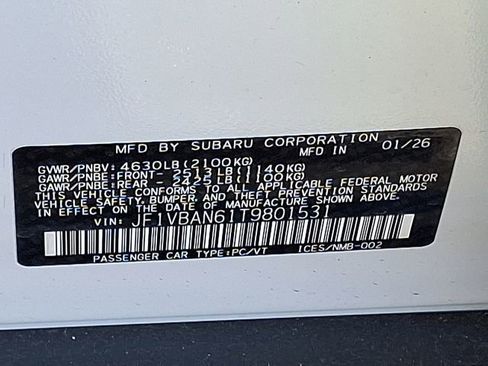 MFD BY SUBARU CORPORATION 01/26
GVWR/PNBV: 4630LB(2100KG)
GAWR/PNBE:FRONT- 2513LB(1140KG)
GAWR/PNBE:REAR - 2425LB(1100KG)
THIS VEHICLE CONFORMS TO ALL APPLICABLE FEDERAL MOTOR
VEHICLE SAFETY, BUMPER, AND THEFT PREVENTION STANDARDS
IN EFFECT ON THE DATE OF MANUFACTURE SHOWN ABOVE.
VIN: JF1VBAN61T9801531
PASSENGER CAR TYPE:PC/VT ICES/NMB-002